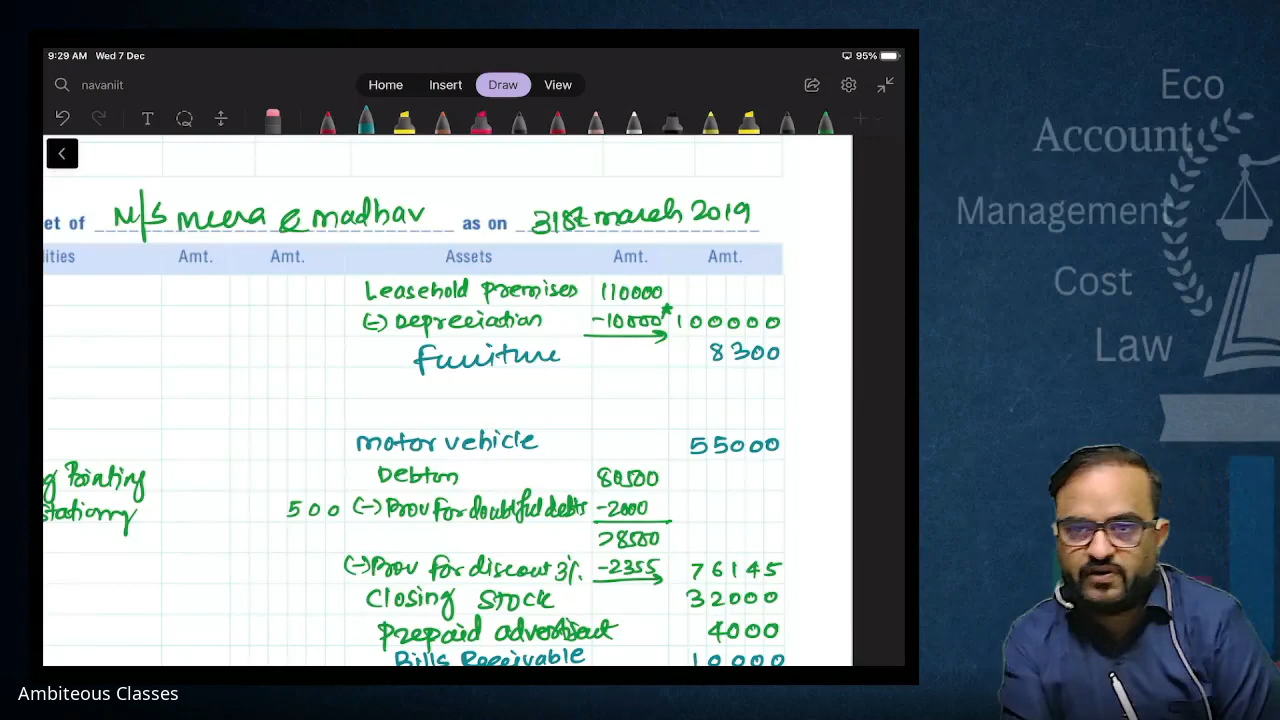 9:29 AM Wed 7 Dec 95%
navaniit Home Insert Draw View
T
et of M/S meera & madhav as on 31st march 2019
ities Amt. Amt. Assets Amt. Amt.
Leasehold premises 110000
(-) Depreciation -10000* 100000
furniture 8300
motor vehicle 55000
g Printing Debtors 80500
stationry 500 (-) Prov for doubtful debts -2000
78500
(-) Prov for discount 3%. -2355 76145
Closing stock 32000
prepaid 4000
Bills Receivable 10000
Eco
Account
Management
Cost
Law
Ambiteous Classes